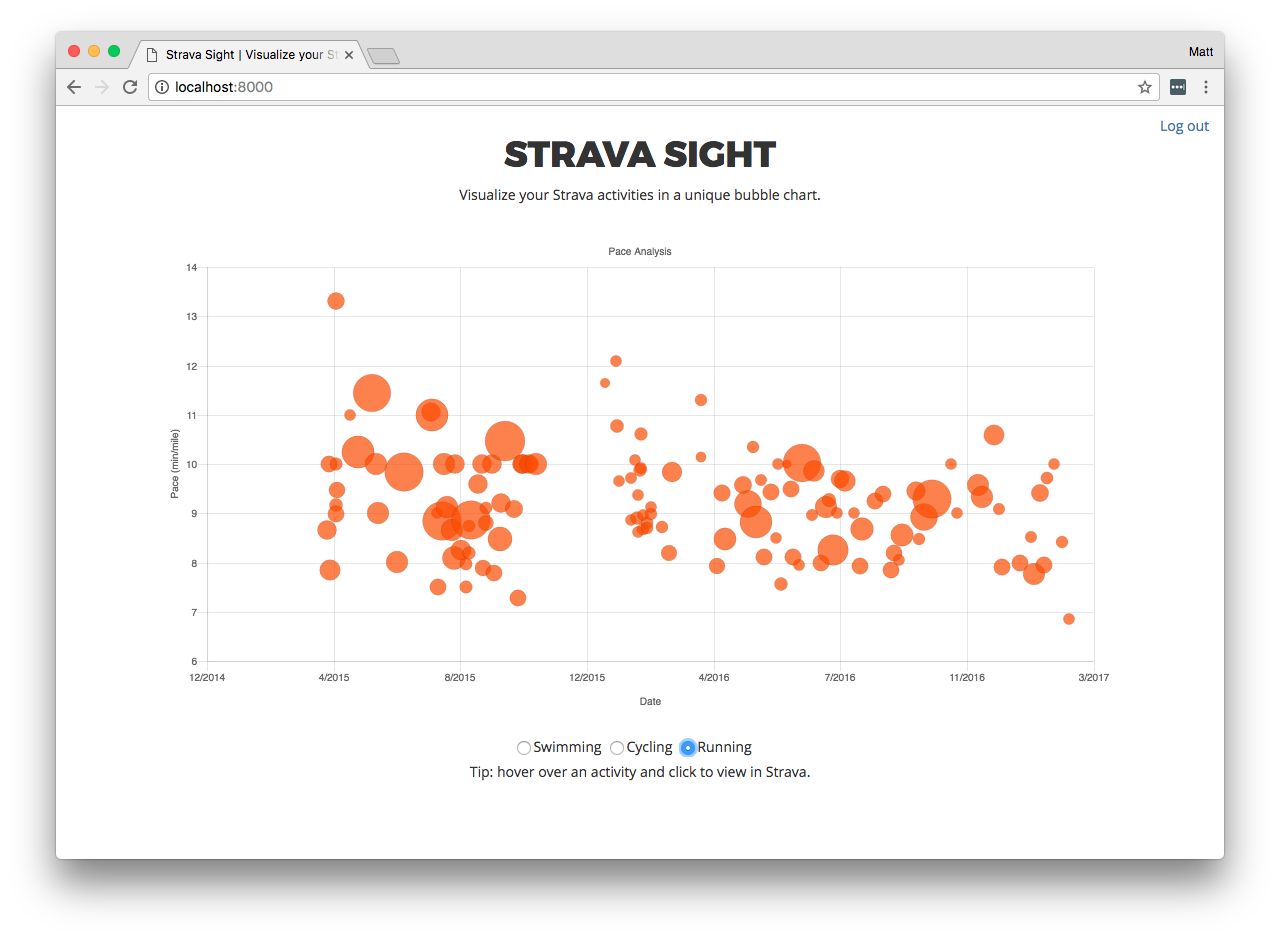 Strava Sight | Visualize your St
Matt
localhost:8000
Log out
STRAVA SIGHT
Visualize your Strava activities in a unique bubble chart.
Pace Analysis
Pace (min/mile)
14
13
12
11
10
9
8
7
6
12/2014 4/2015 8/2015 12/2015 4/2016 7/2016 11/2016 3/2017
Date
Swimming Cycling Running
Tip: hover over an activity and click to view in Strava.